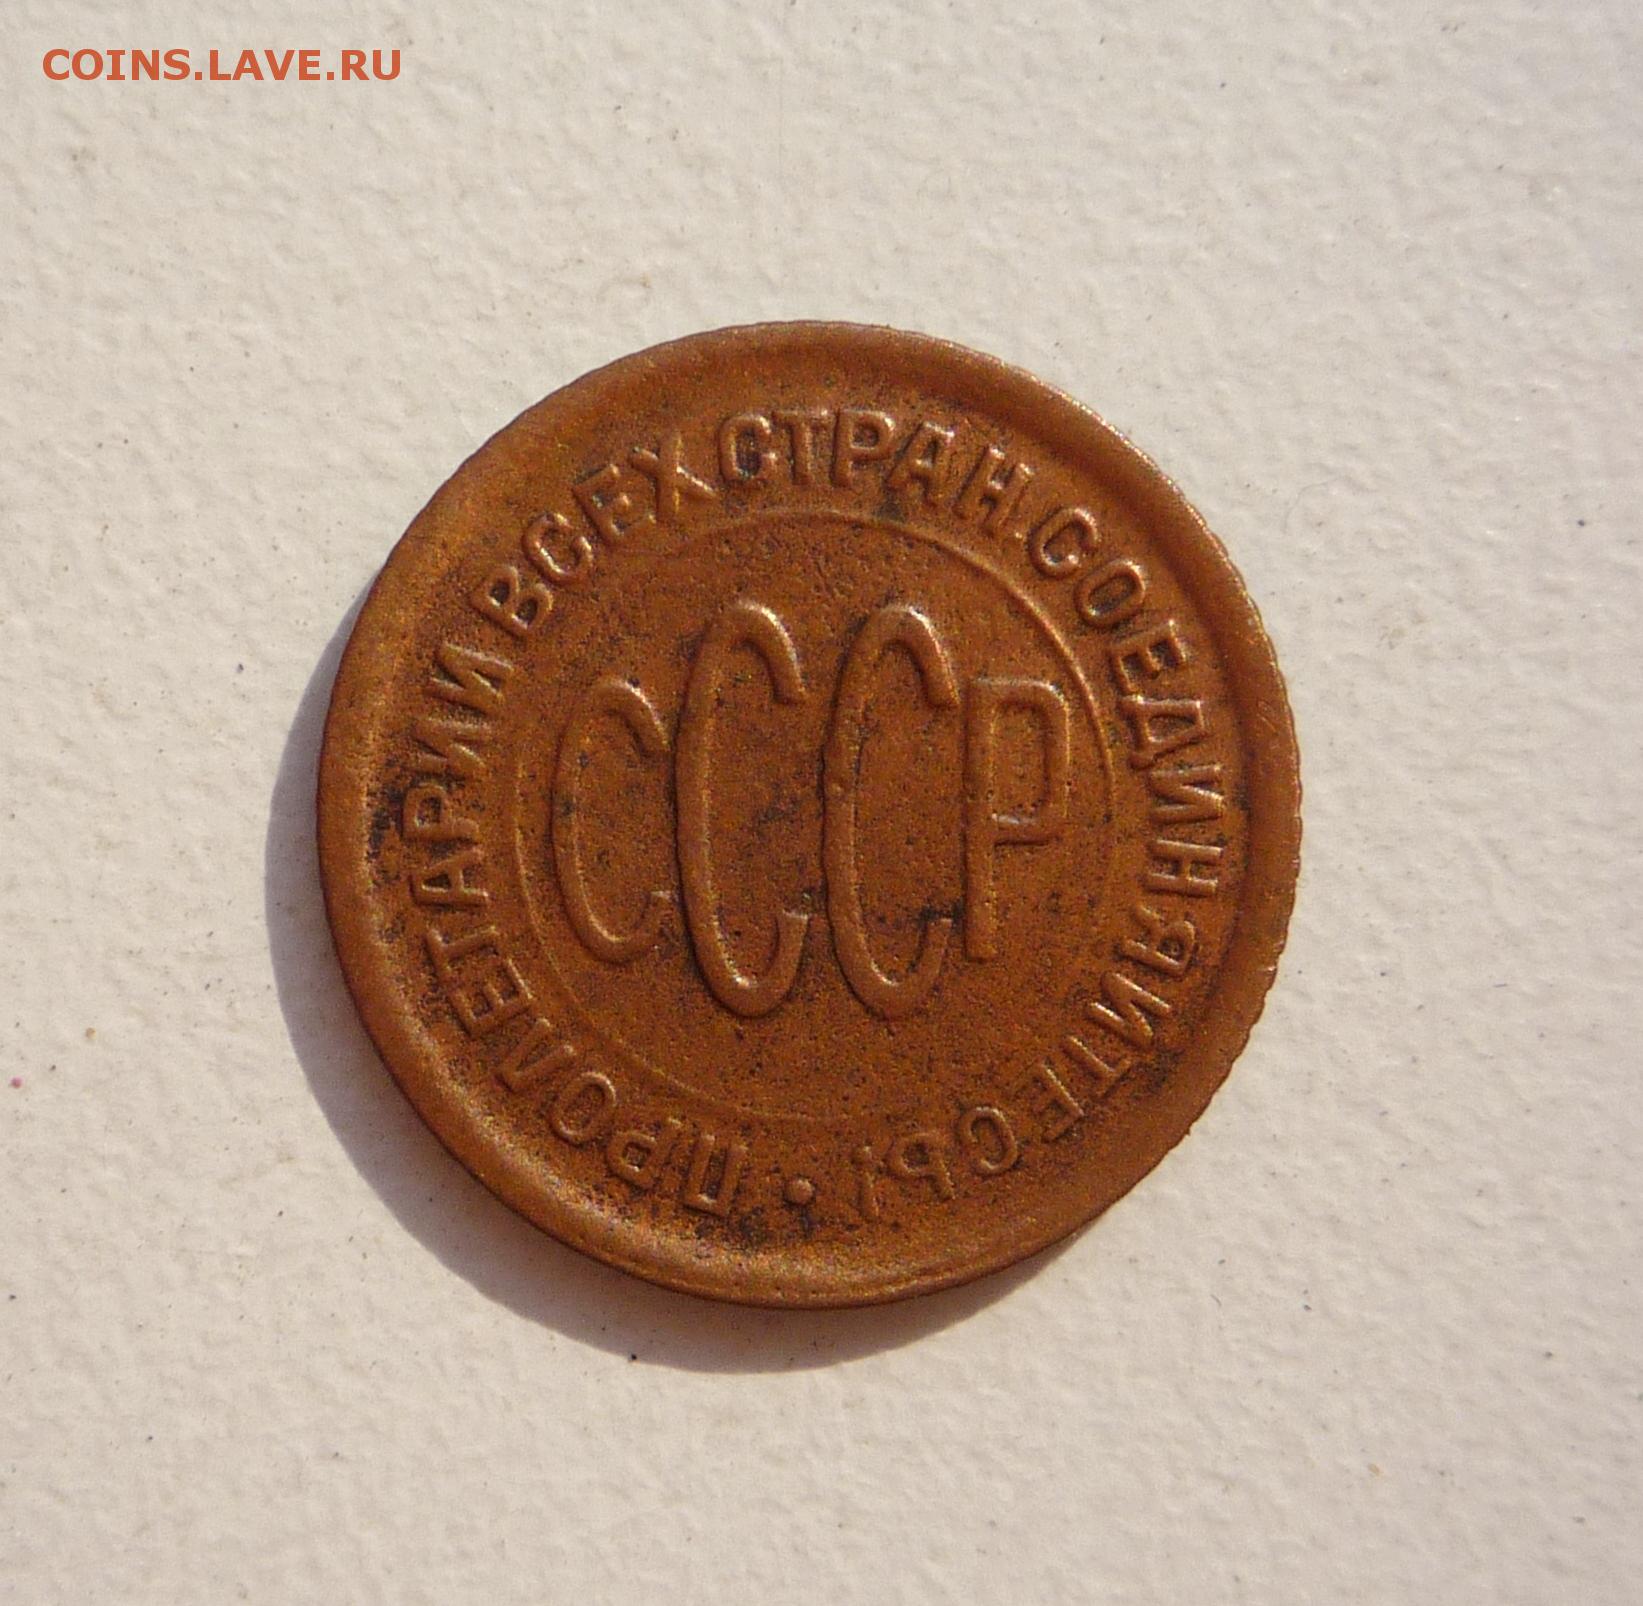 COINS.LAVE.RU
ПРОЛЕТАРИИ ВСЕХ СТРАН, СОЕДИНЯЙТЕСЬ!
СССР